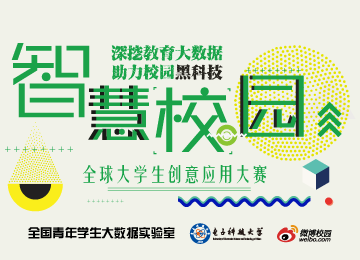 深挖教育大数据
助力校园黑科技
智慧校园
全球大学生创意应用大赛
全国青年学生大数据实验室
电子科技大学
微博校园
weibo.com